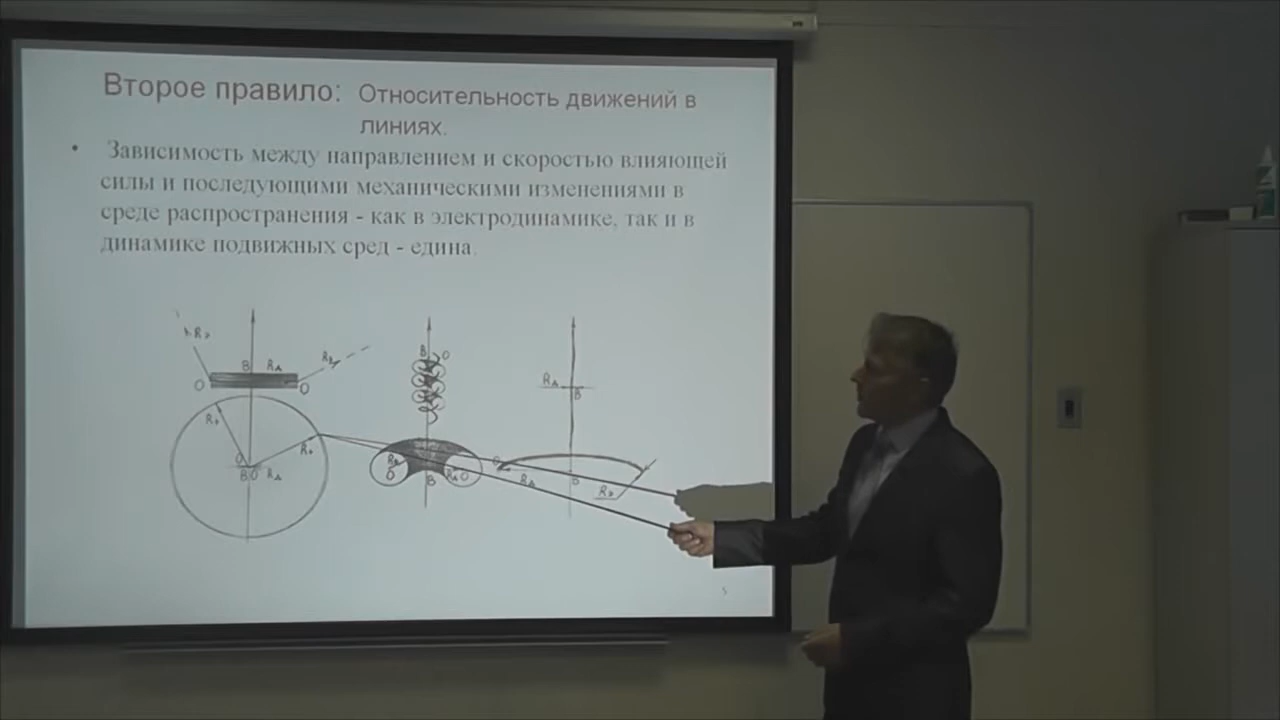 Второе правило: Относительность движений в
линиях.
• Зависимость между направлением и скоростью влияющей
силы и последующими механическими изменениями в
среде распространения - как в электродинамике, так и в
динамике подвижных сред - едина.
B
O
B
O
O
B
B
O
O
B
B
5